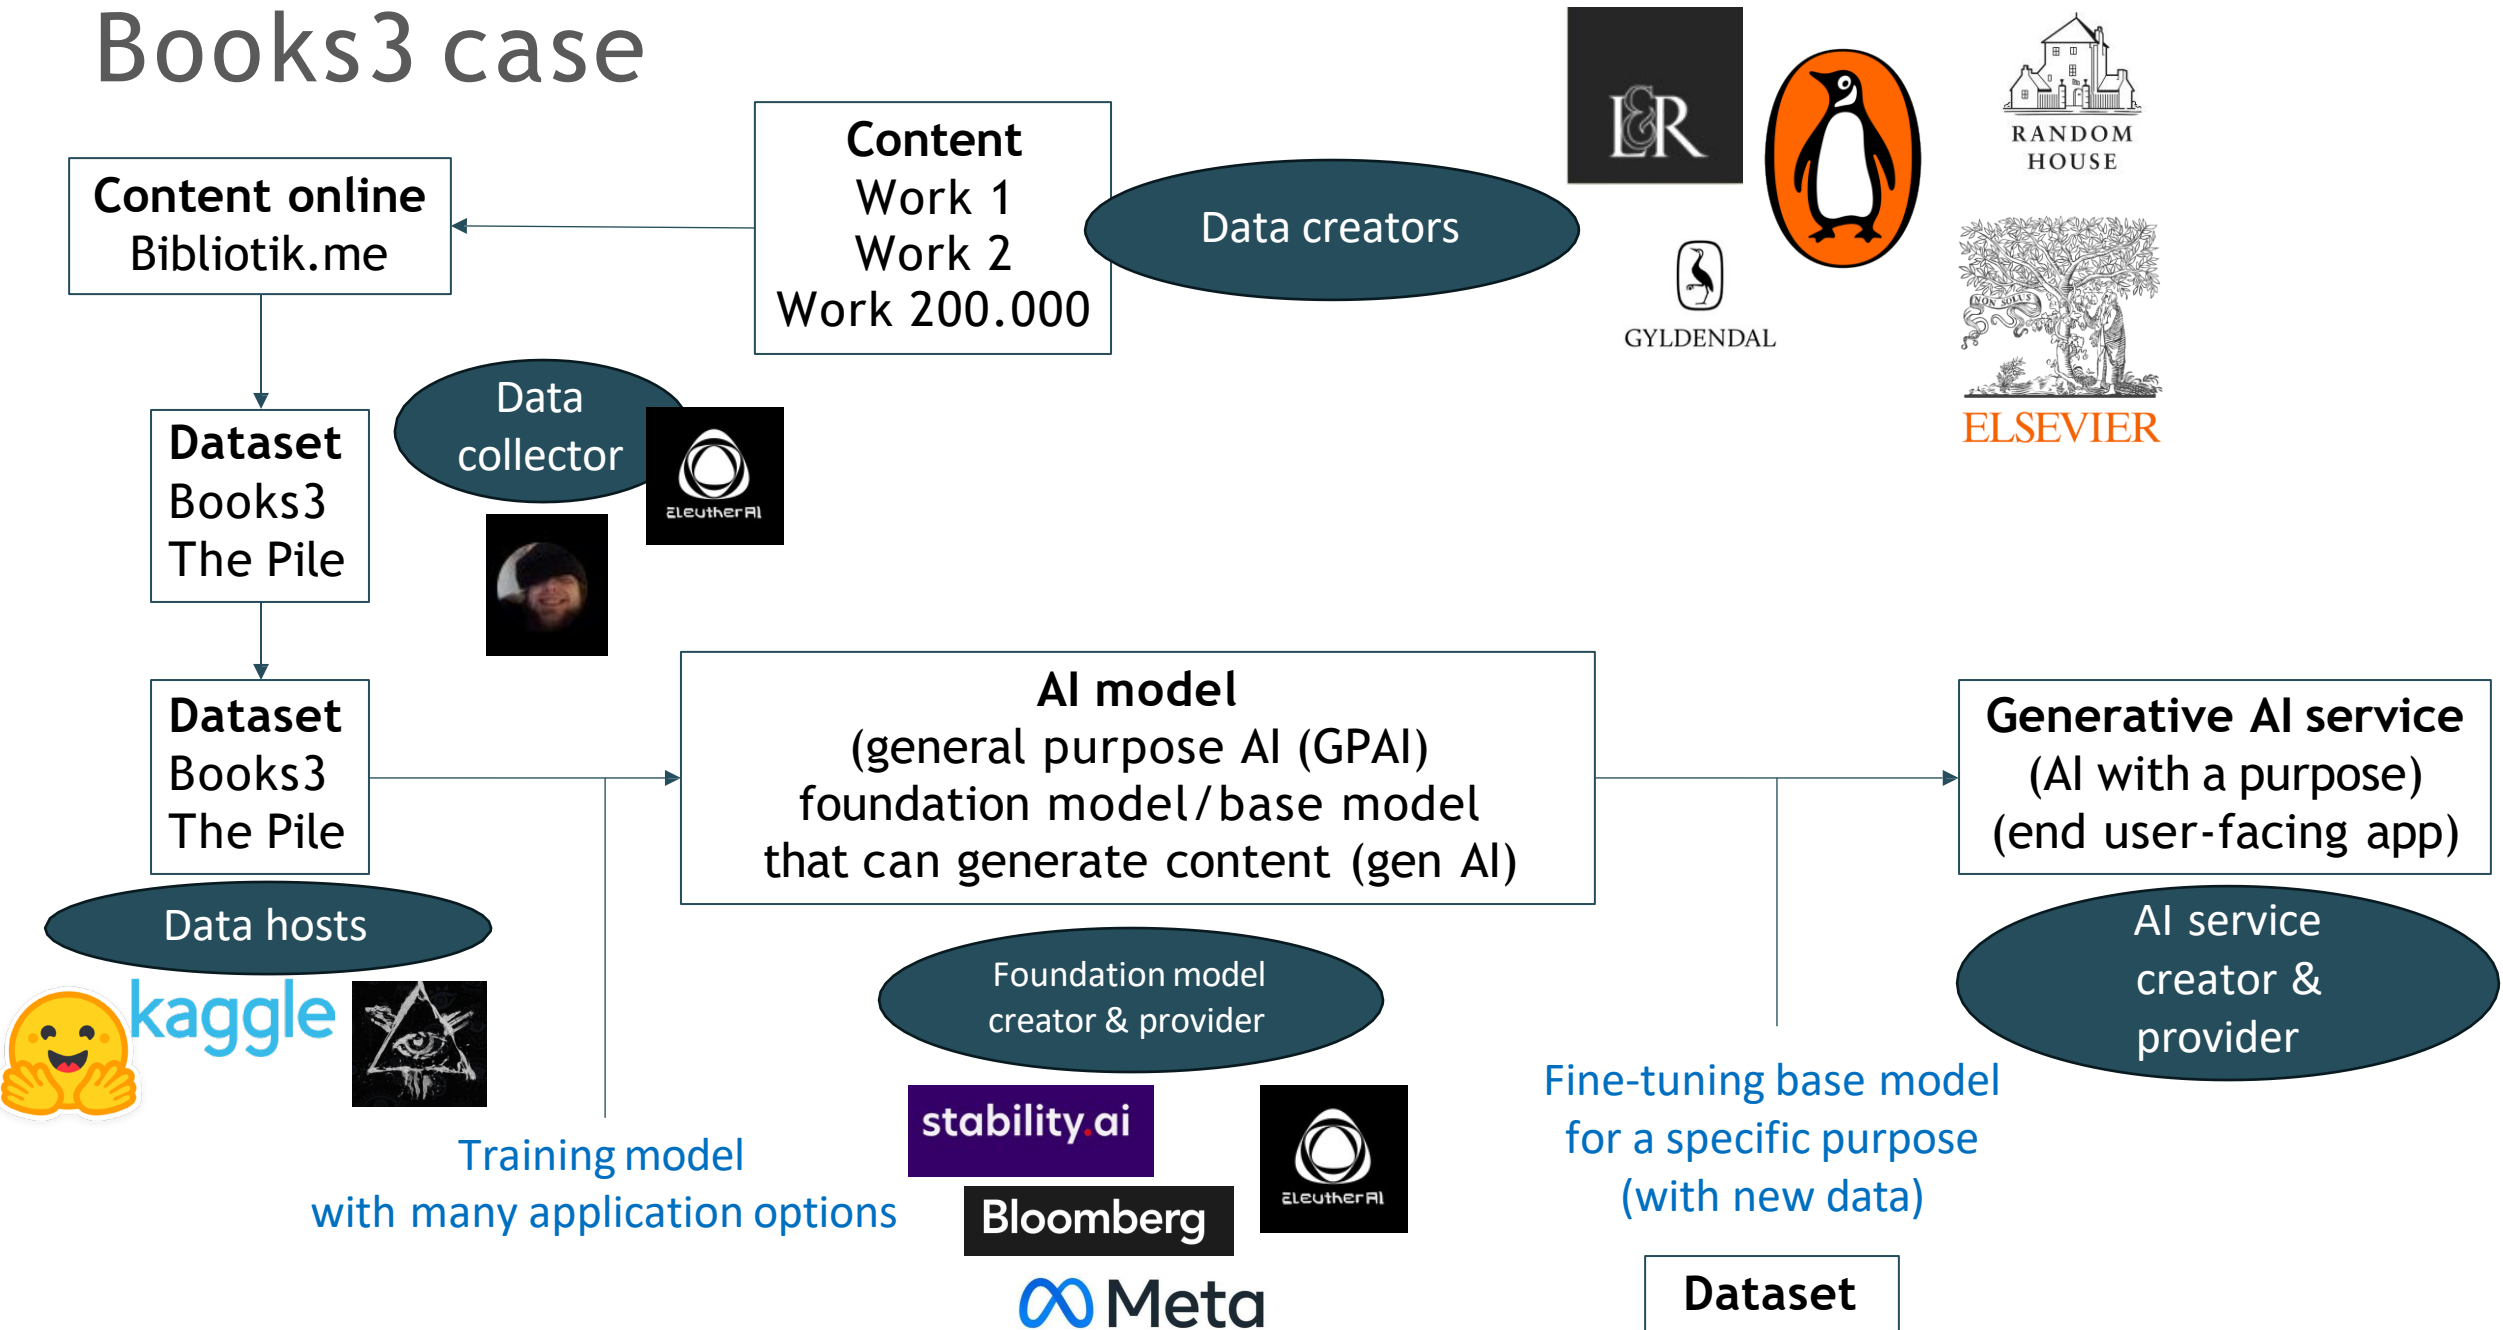 Books3 case
Content
Work 1
Work 2
Work 200.000
Content online
Bibliotik.me
Data creators
L&R
RANDOM
HOUSE
GYLDENDAL
NON SOLUS
ELSEVIER
Data
collector
EleutherAI
Dataset
Books3
The Pile
Dataset
Books3
The Pile
Data hosts
kaggle
AI model
(general purpose AI (GPAI)
foundation model/base model
that can generate content (gen AI)
Generative AI service
(AI with a purpose)
(end user-facing app)
Foundation model
creator & provider
AI service
creator &
provider
Training model
with many application options
stability.ai
EleutherAI
Bloomberg
Meta
Fine-tuning base model
for a specific purpose
(with new data)
Dataset